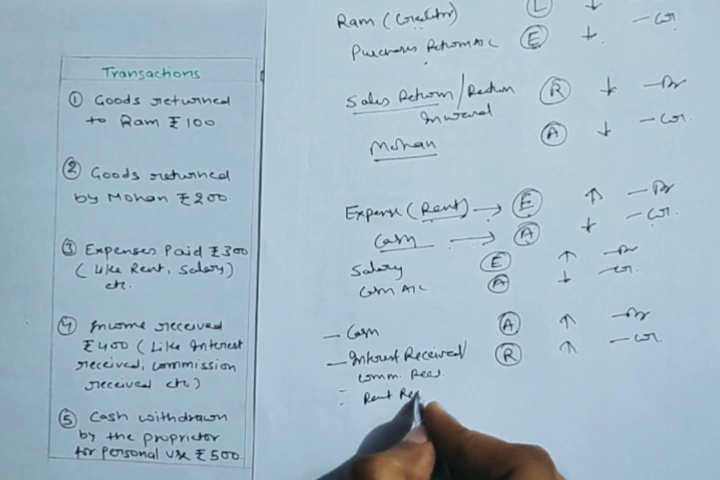 Transactions
① Goods returned
to Ram ₹100
② Goods returned
by Mohan ₹200
③ Expenses Paid ₹300
(Like Rent, Salary)
etc.
④ Income received
₹400 (Like Interest
received, commission
received etc)
⑤ Cash withdrawn
by the proprietor
for personal use ₹500.
Ram (Creditor) L ↓
Purchases Return A/c E ↓ - Cr.
Sales Return/Return R ↓ - Dr
Inward
Mohan A ↓ - Cr.
Expense (Rent) → E ↑ - Dr
Cash → A ↓ - Cr.
Salary E ↑ - Dr
Cash A/c A ↓ - Cr.
- Cash A ↑ - Dr
- Interest Received/ R ↑ - Cr.
Comm. Recd.
Rent Re